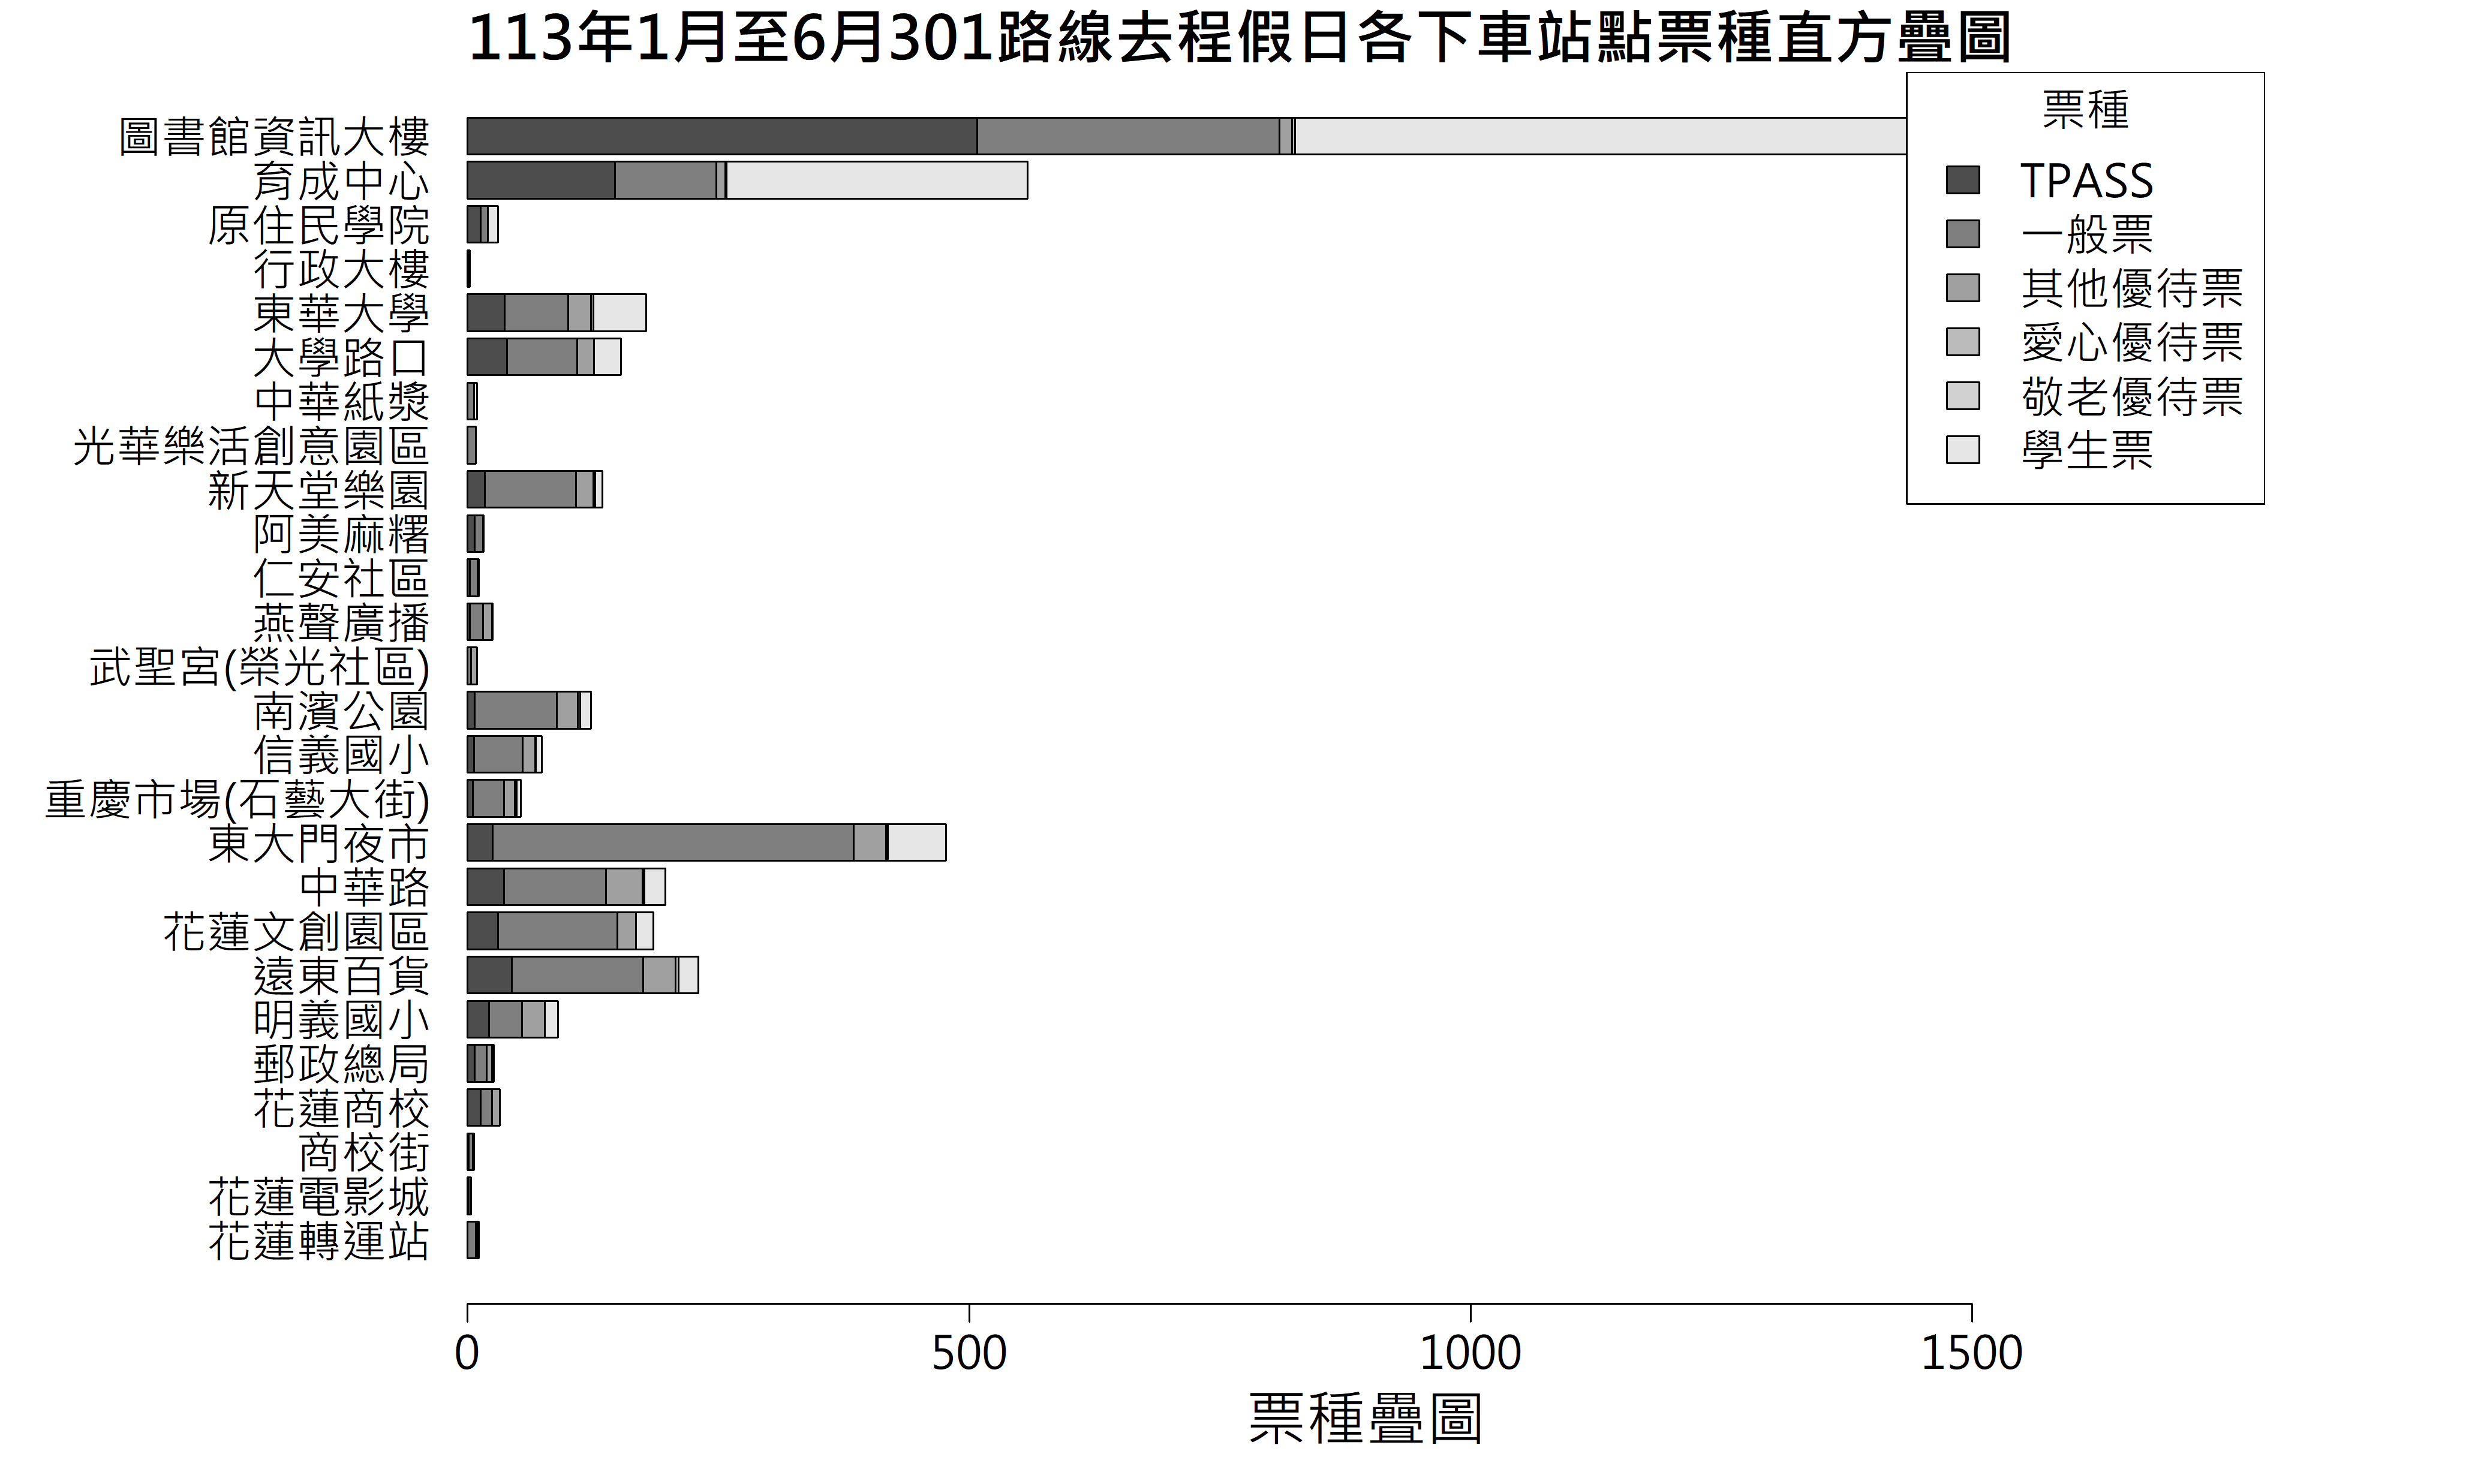 113年1月至6月301路線去程假日各下車站點票種直方疊圖
圖書館資訊大樓
育成中心
原住民學院
行政大樓
東華大學
大學路口
中華紙漿
光華樂活創意園區
新天堂樂園
阿美麻糬
仁安社區
燕聲廣播
武聖宮(榮光社區)
南濱公園
信義國小
重慶市場(石藝大街)
東大門夜市
中華路
花蓮文創園區
遠東百貨
明義國小
郵政總局
花蓮商校
商校街
花蓮電影城
花蓮轉運站
票種
TPASS
一般票
其他優待票
愛心優待票
敬老優待票
學生票
0 500 1000 1500
票種疊圖